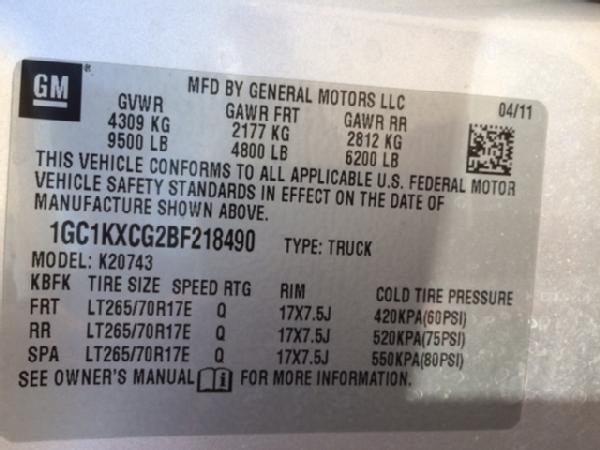 GM ®
MFD BY GENERAL MOTORS LLC
GVWR GAWR FRT GAWR RR 04/11
4309 KG 2177 KG 2812 KG
9500 LB 4800 LB 6200 LB
THIS VEHICLE CONFORMS TO ALL APPLICABLE U.S. FEDERAL MOTOR
VEHICLE SAFETY STANDARDS IN EFFECT ON THE DATE OF
MANUFACTURE SHOWN ABOVE.
1GC1KXCG2BF218490 TYPE: TRUCK
MODEL: K20743
KBFK TIRE SIZE SPEED RTG RIM COLD TIRE PRESSURE
FRT LT265/70R17E Q 17X7.5J 420KPA(60PSI)
RR LT265/70R17E Q 17X7.5J 520KPA(75PSI)
SPA LT265/70R17E Q 17X7.5J 550KPA(80PSI)
SEE OWNER'S MANUAL FOR MORE INFORMATION.